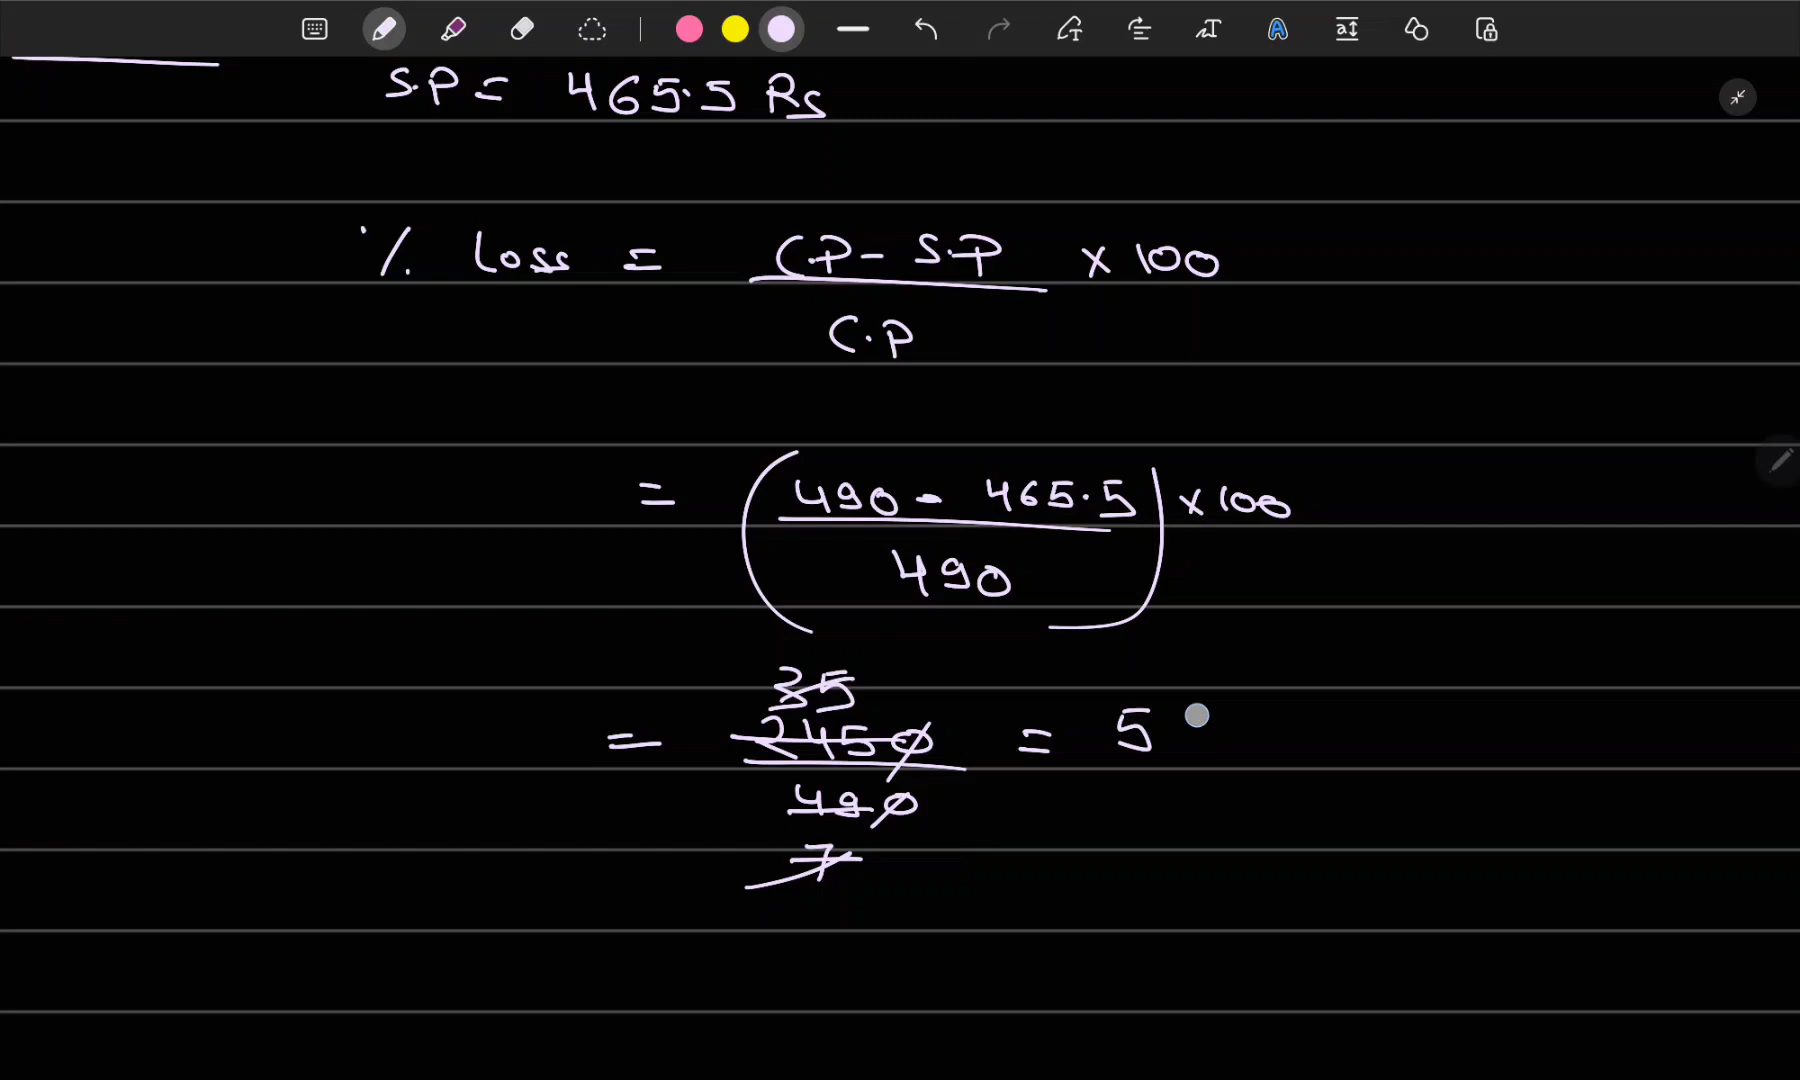 S.P = 465.5 Rs
% Loss = C.P - S.P × 100
C.P
= (490 - 465.5) × 100
490
35
= 2450 = 5
490
7